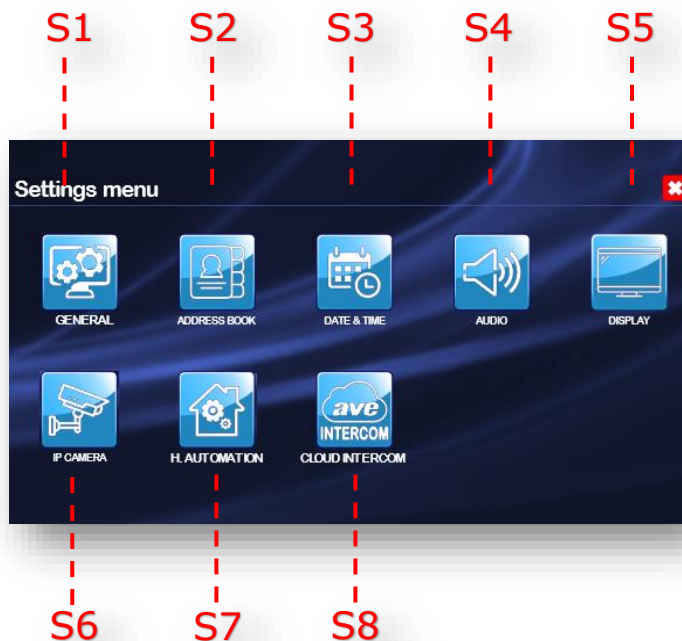 S1 S2 S3 S4 S5
Settings menu
GENERAL ADDRESS BOOK DATE & TIME AUDIO DISPLAY
ave
INTERCOM
IP CAMERA H. AUTOMATION CLOUD INTERCOM
S6 S7 S8